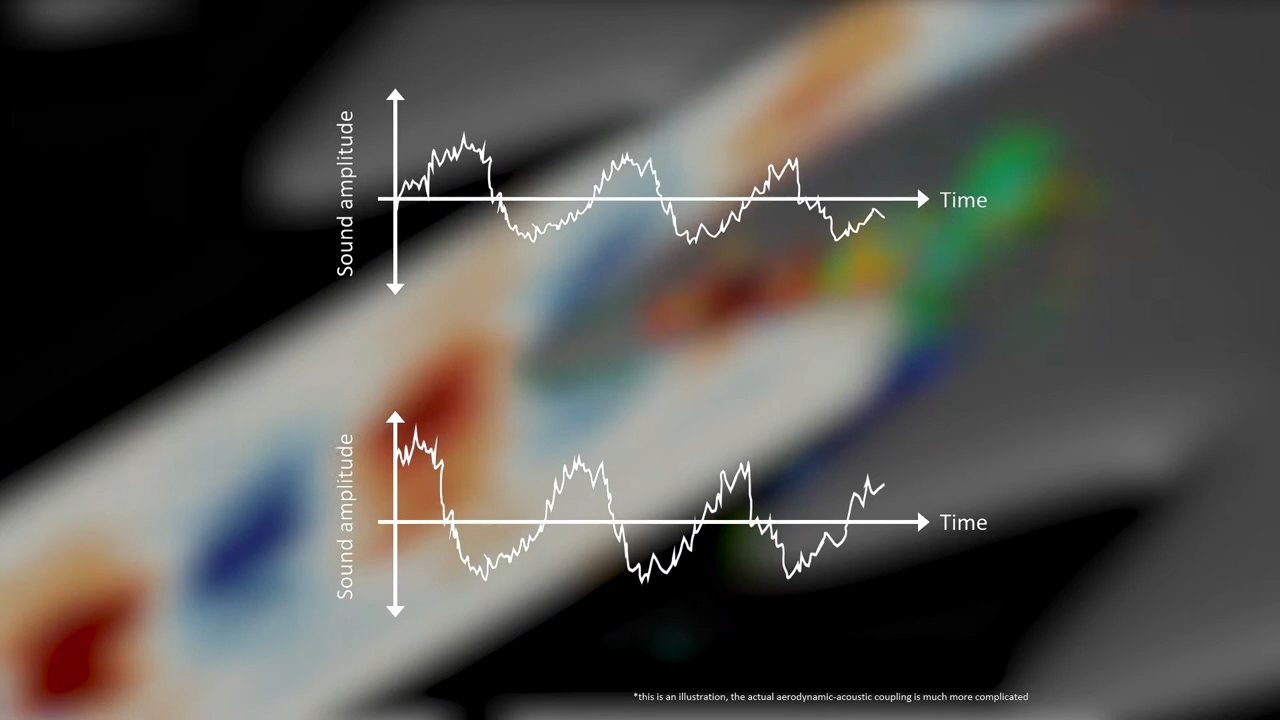 Sound amplitude
Time
Sound amplitude
Time
*this is an illustration, the actual aerodynamic-acoustic coupling is much more complicated